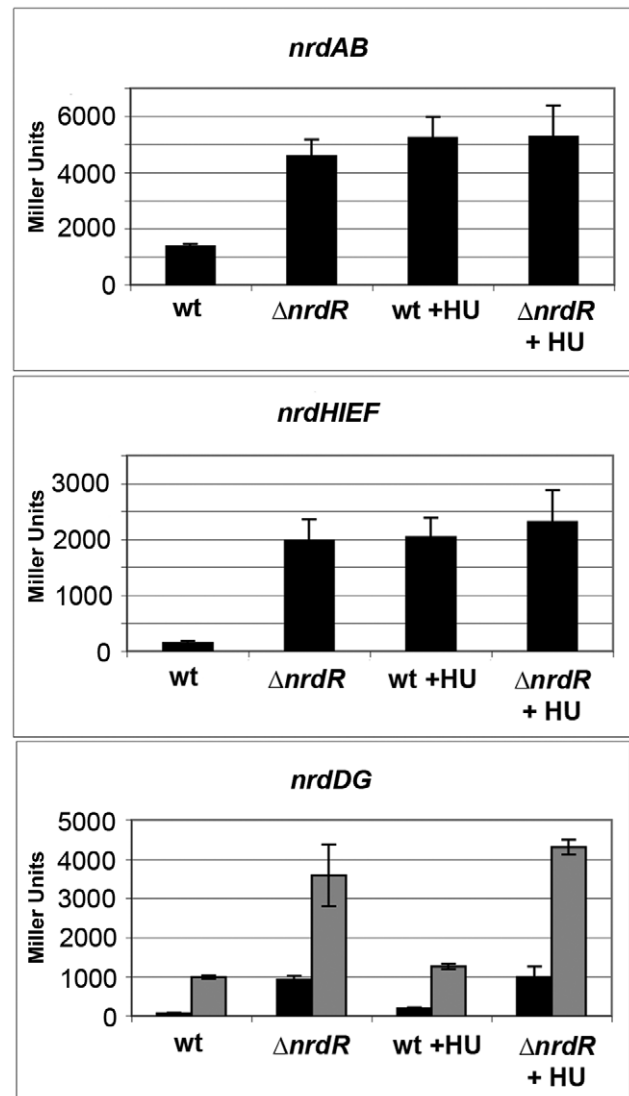 nrdAB
Miller Units
6000
4000
2000
0
wt
ΔnrdR
wt +HU
ΔnrdR
+ HU
nrdHIEF
Miller Units
3000
2000
1000
0
wt
ΔnrdR
wt +HU
ΔnrdR
+ HU
nrdDG
Miller Units
5000
4000
3000
2000
1000
0
wt
ΔnrdR
wt +HU
ΔnrdR
+ HU